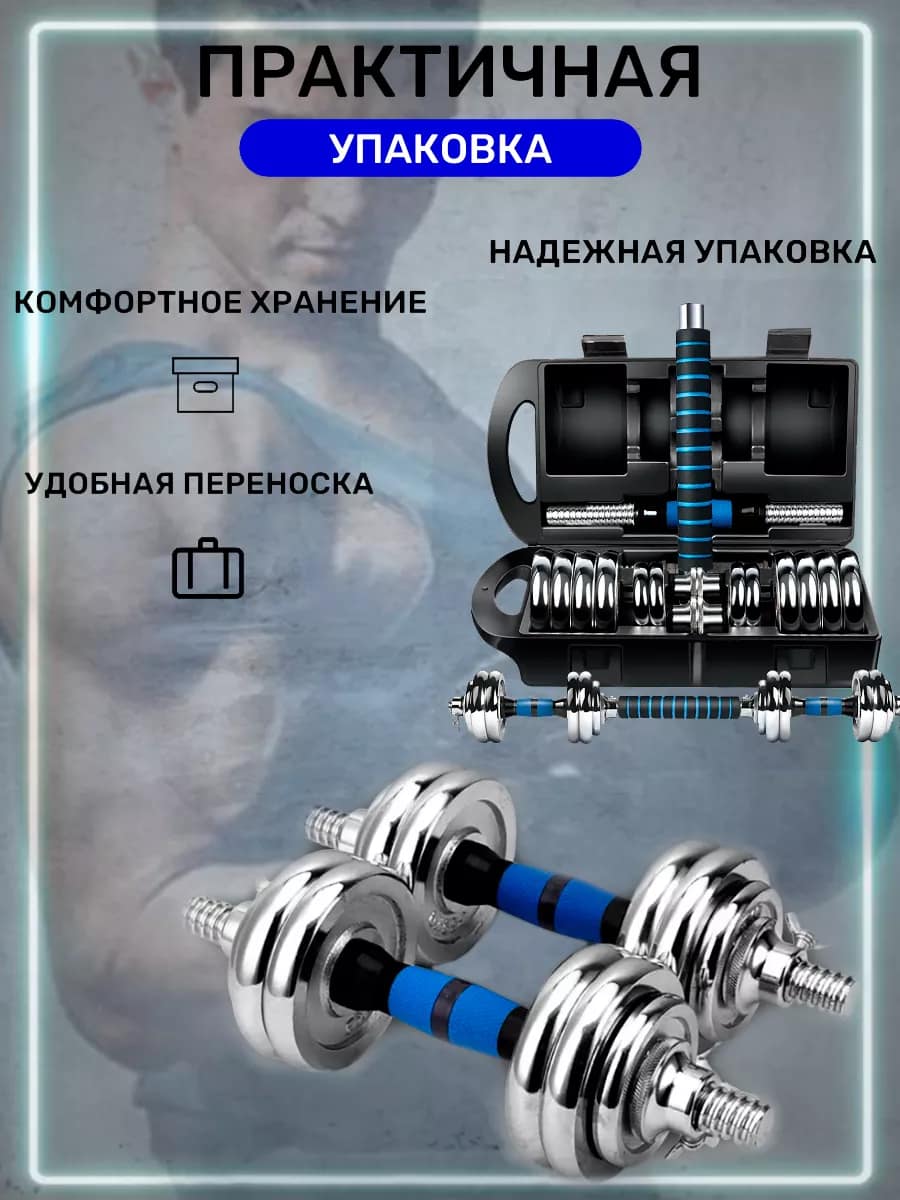 ПРАКТИЧНАЯ
УПАКОВКА
НАДЕЖНАЯ УПАКОВКА
КОМФОРТНОЕ ХРАНЕНИЕ
УДОБНАЯ ПЕРЕНОСКА